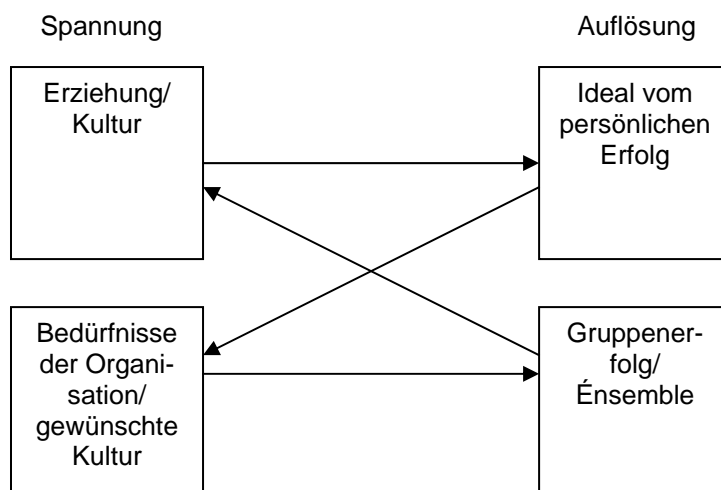 Spannung
Auflösung
Erziehung/
Kultur
Ideal vom
persönlichen
Erfolg
Bedürfnisse
der Organi-
sation/
gewünschte
Kultur
Gruppener-
folg/
Énsemble